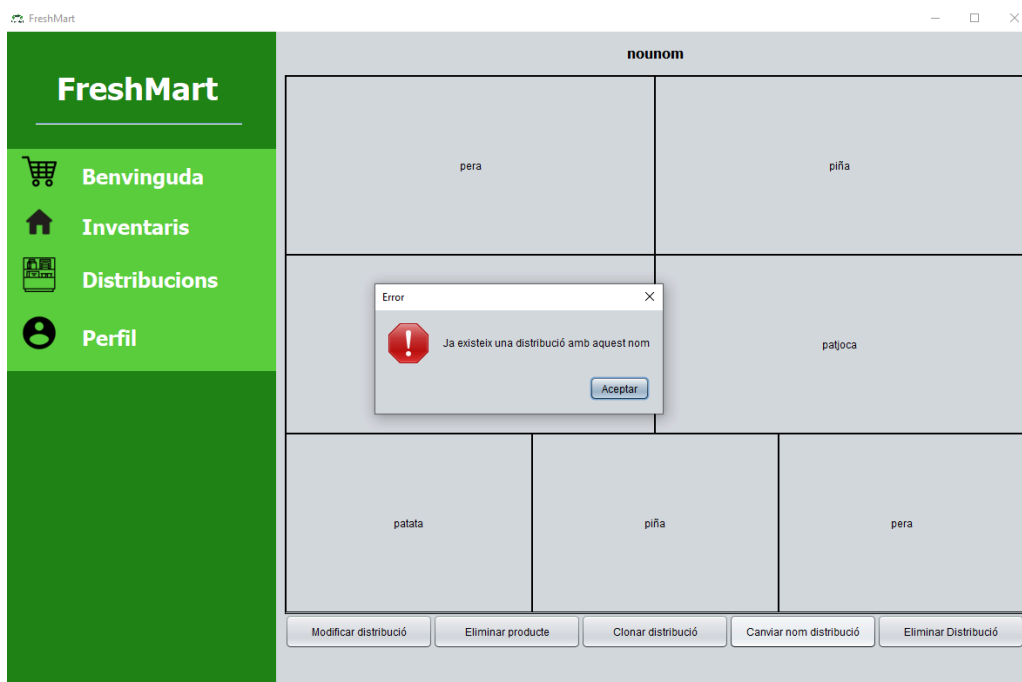 FreshMart
nounom
FreshMart
Benvinguda
Inventaris
Distribucions
Perfil
pera
piña
Error
Ja existeix una distribució amb aquest nom
Aceptar
patjoca
patata
piña
pera
Modificar distribució
Eliminar producte
Clonar distribució
Canviar nom distribució
Eliminar Distribució